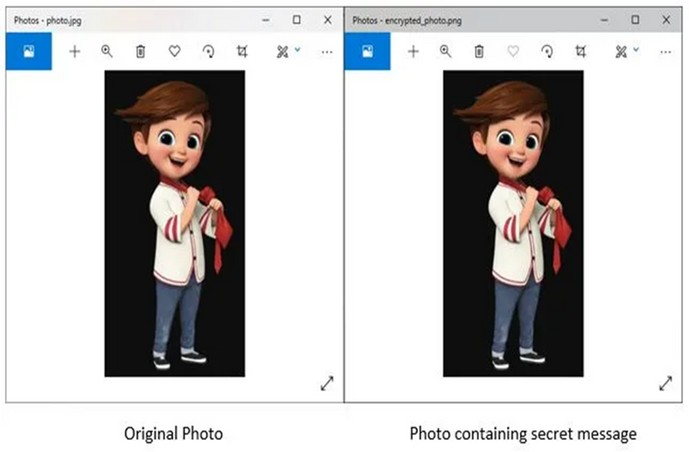 Photos - photo.jpg
Photos - encrypted_photo.png
Original Photo
Photo containing secret message